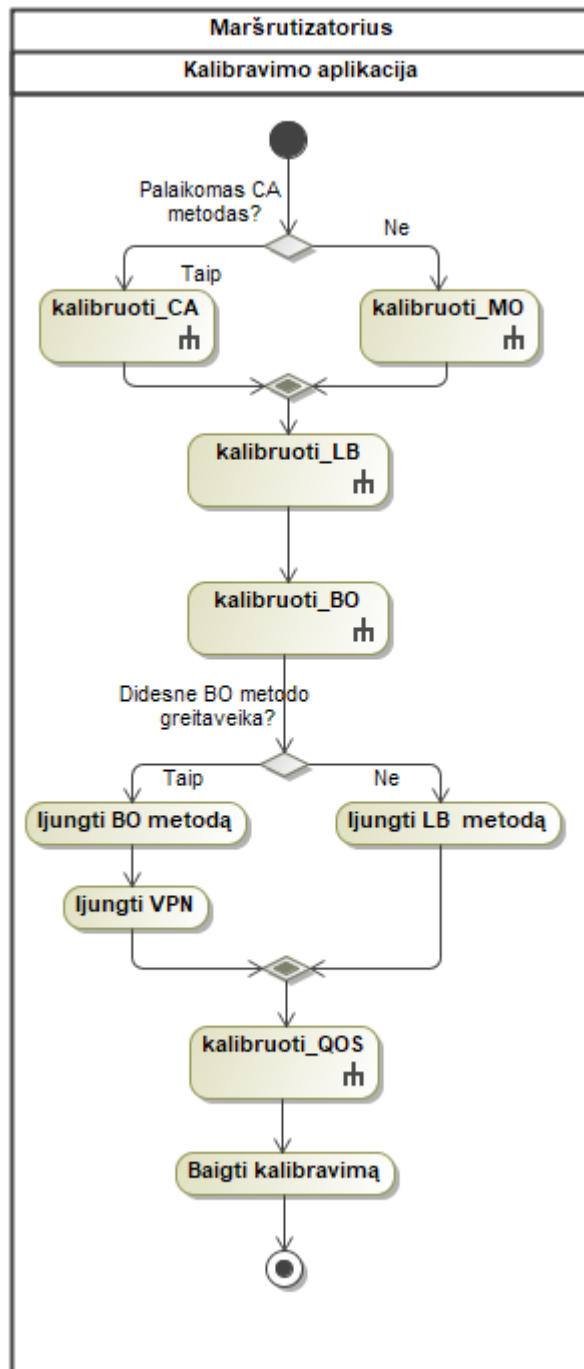 Maršrutizatorius
Kalibravimo aplikacija
Palaikomas CA
metodas?
Ne
Taip
kalibruoti_CA
kalibruoti_MO
kalibruoti_LB
kalibruoti_BO
Didesne BO metodo
greitaveika?
Taip
Ne
Ijungti BO metodą
Ijungti LB metodą
Ijungti VPN
kalibruoti_QOS
Baigti kalibravimą